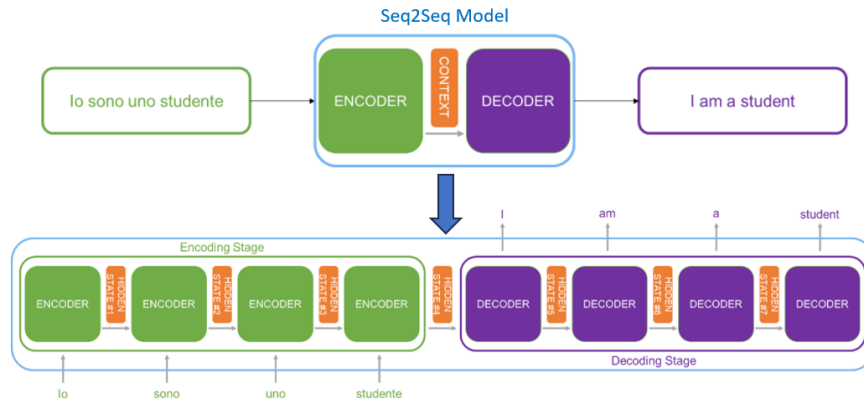 Seq2Seq Model
Io sono uno studente
ENCODER
CONTEXT
DECODER
I am a student
I
am
a
student
Encoding Stage
ENCODER
HIDDEN
STATE #1
ENCODER
HIDDEN
STATE #2
ENCODER
HIDDEN
STATE #3
ENCODER
HIDDEN
STATE #4
DECODER
HIDDEN
STATE #5
DECODER
HIDDEN
STATE #6
DECODER
HIDDEN
STATE #7
DECODER
Decoding Stage
Io
sono
uno
studente